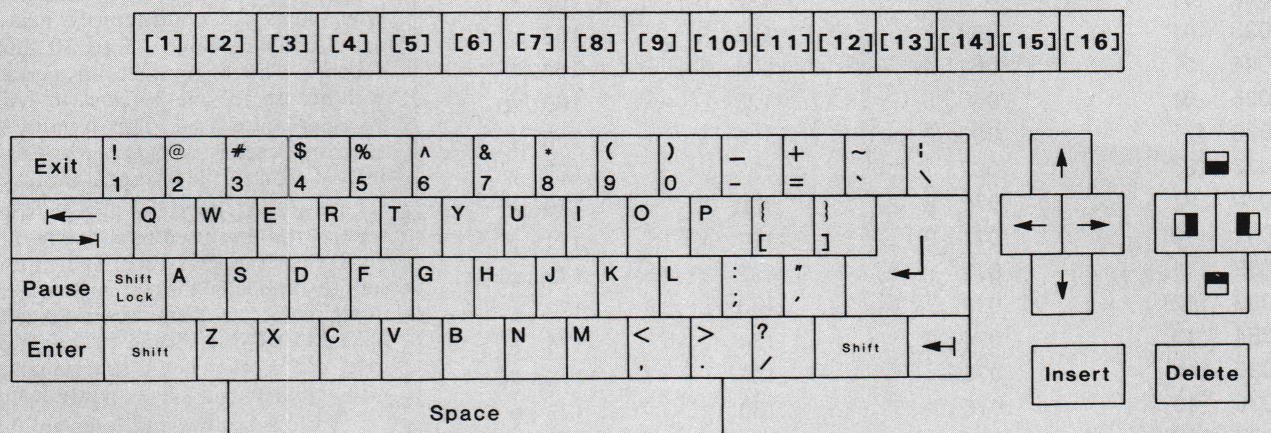 [1] [2] [3] [4] [5] [6] [7] [8] [9] [10] [11] [12] [13] [14] [15] [16]
Exit ! 1 @ 2 # 3 $ 4 % 5 ^ 6 & 7 * 8 ( 9 ) 0 _ - + = ~ ` ¦ \
← → Q W E R T Y U I O P { [ } ] ↵
Pause Shift Lock A S D F G H J K L : ; " '
Enter Shift Z X C V B N M < , > . ? / Shift ←
Space
↑
← →
↓
Insert Delete